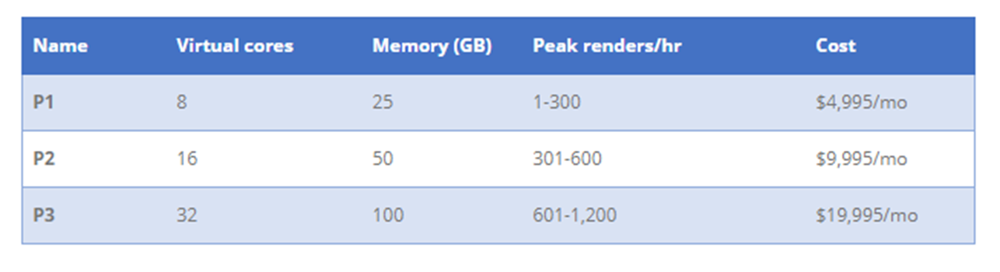 Name Virtual cores Memory (GB) Peak renders/hr Cost
P1 8 25 1-300 $4,995/mo
P2 16 50 301-600 $9,995/mo
P3 32 100 601-1,200 $19,995/mo